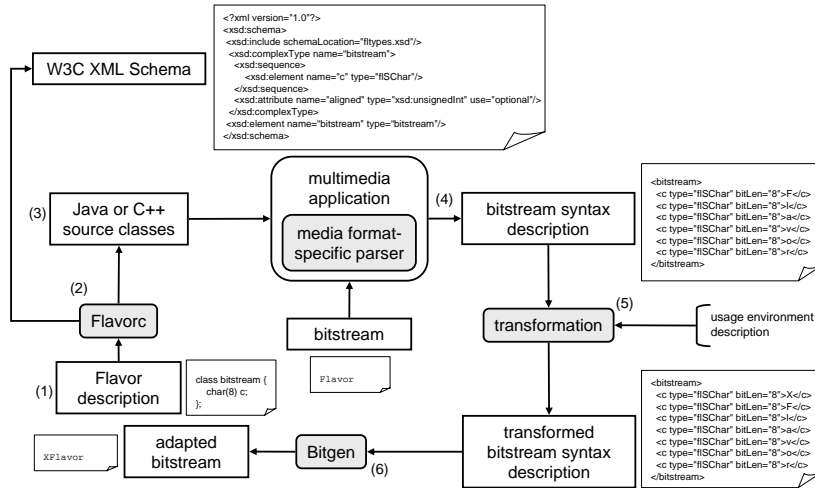 <?xml version="1.0"?>
<xsd:schema>
<xsd:include schemaLocation="fltypes.xsd"/>
<xsd:complexType name="bitstream">
<xsd:sequence>
<xsd:element name="c" type="flSChar"/>
</xsd:sequence>
<xsd:attribute name="aligned" type="xsd:unsignedInt" use="optional"/>
</xsd:complexType>
<xsd:element name="bitstream" type="bitstream"/>
</xsd:schema>
W3C XML Schema
(3)
Java or C++
source classes
multimedia
application
media format-
specific parser
(4)
bitstream syntax
description
<bitstream>
<c type="flSChar" bitLen="8">F</c>
<c type="flSChar" bitLen="8">l</c>
<c type="flSChar" bitLen="8">a</c>
<c type="flSChar" bitLen="8">v</c>
<c type="flSChar" bitLen="8">o</c>
<c type="flSChar" bitLen="8">r</c>
</bitstream>
(2)
Flavorc
bitstream
Flavor
transformation
(5)
usage environment
description
(1)
Flavor
description
class bitstream {
char(8) c;
};
<bitstream>
<c type="flSChar" bitLen="8">X</c>
<c type="flSChar" bitLen="8">F</c>
<c type="flSChar" bitLen="8">l</c>
<c type="flSChar" bitLen="8">a</c>
<c type="flSChar" bitLen="8">v</c>
<c type="flSChar" bitLen="8">o</c>
<c type="flSChar" bitLen="8">r</c>
</bitstream>
XFlavor
adapted
bitstream
Bitgen
(6)
transformed
bitstream syntax
description